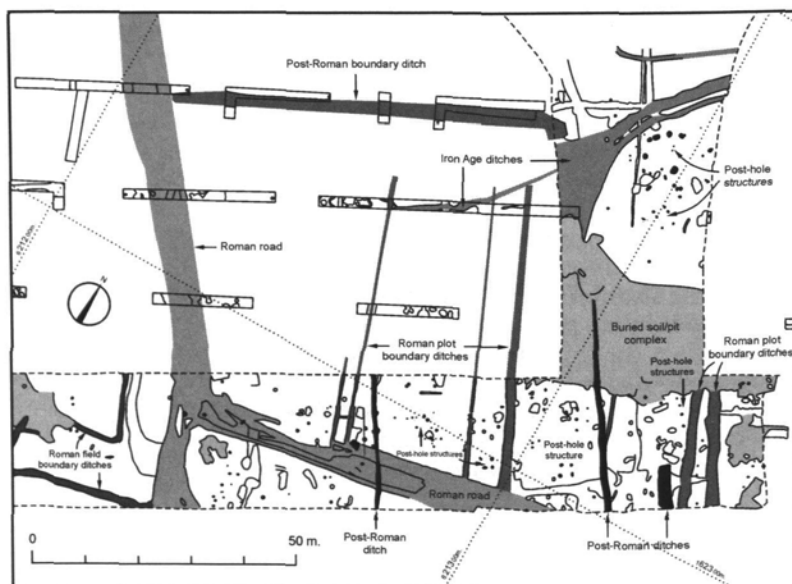 Post-Roman boundary ditch
Iron Age ditches
Post-hole
structures
Roman road
N
Buried soil/pit
complex
Roman plot
boundary ditches
Roman plot
boundary ditches
Post-hole
structures
Roman field
boundary ditches
Post-hole structures
Post-hole
structure
Roman road
0
50 m.
Post-Roman
ditch
Post-Roman ditches
E